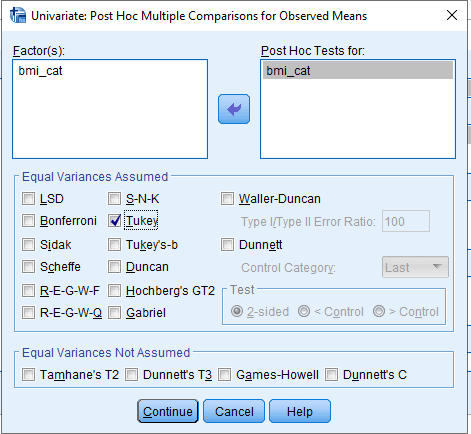 Univariate: Post Hoc Multiple Comparisons for Observed Means
Factor(s):
Post Hoc Tests for:
bmi_cat
bmi_cat
Equal Variances Assumed
LSD
S-N-K
Waller-Duncan
Bonferroni
Tukey
Type I/Type II Error Ratio:
100
Sidak
Tukey's-b
Dunnett
Scheffe
Duncan
Control Category:
Last
R-E-G-W-F
Hochberg's GT2
Test
R-E-G-W-Q
Gabriel
2-sided
< Control
> Control
Equal Variances Not Assumed
Tamhane's T2
Dunnett's T3
Games-Howell
Dunnett's C
Continue
Cancel
Help